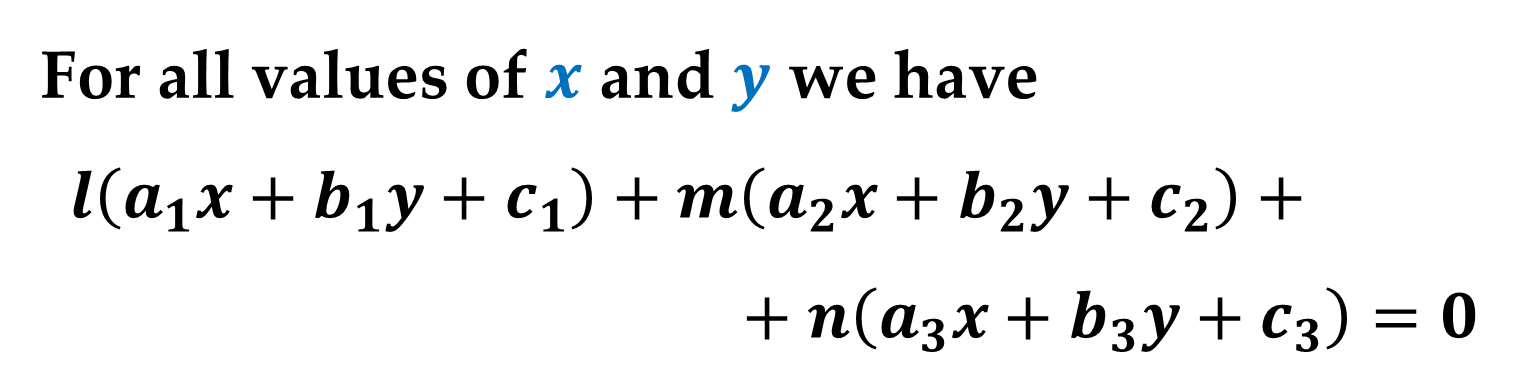 For all values of x and y we have
l(a₁x + b₁y + c₁) + m(a₂x + b₂y + c₂) +
+ n(a₃x + b₃y + c₃) = 0